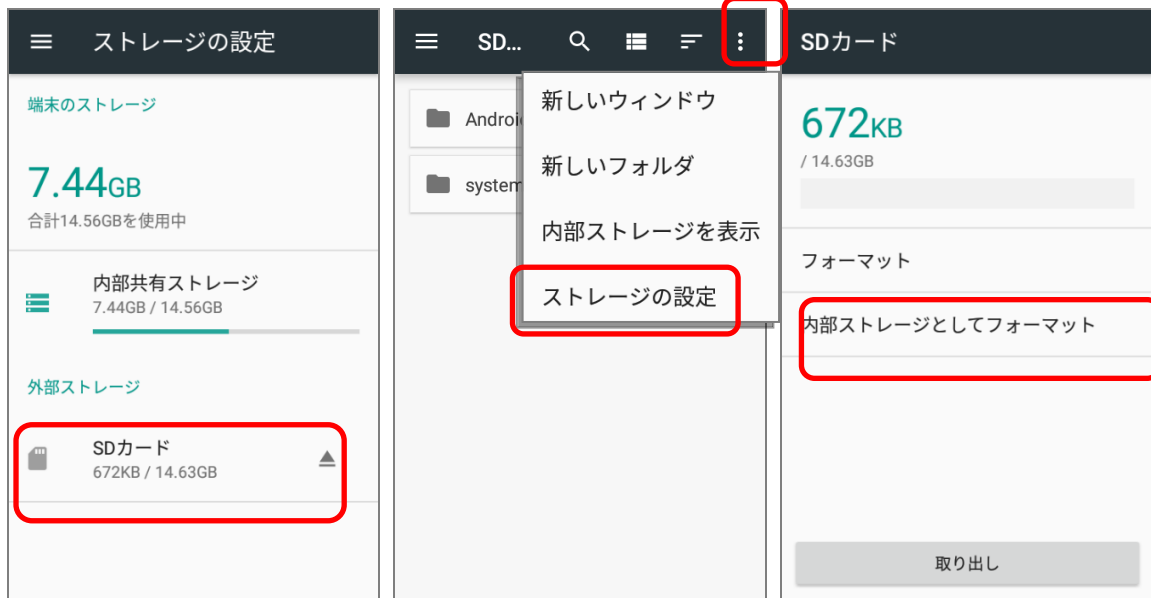 ストレージの設定
端末のストレージ
7.44GB
合計14.56GBを使用中
内部共有ストレージ
7.44GB / 14.56GB
外部ストレージ
SDカード
672KB / 14.63GB
SD...
Androi
system
新しいウィンドウ
新しいフォルダ
内部ストレージを表示
ストレージの設定
SDカード
672KB
/ 14.63GB
フォーマット
内部ストレージとしてフォーマット
取り出し